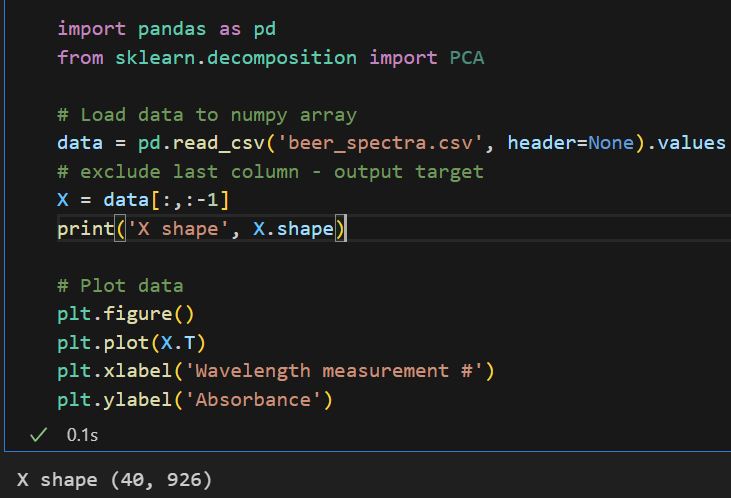 import pandas as pd
from sklearn.decomposition import PCA
# Load data to numpy array
data = pd.read_csv('beer_spectra.csv', header=None).values
# exclude last column - output target
X = data[:,:-1]
print('X shape', X.shape)
# Plot data
plt.figure()
plt.plot(X.T)
plt.xlabel('Wavelength measurement #')
plt.ylabel('Absorbance')
0.1s
X shape (40, 926)